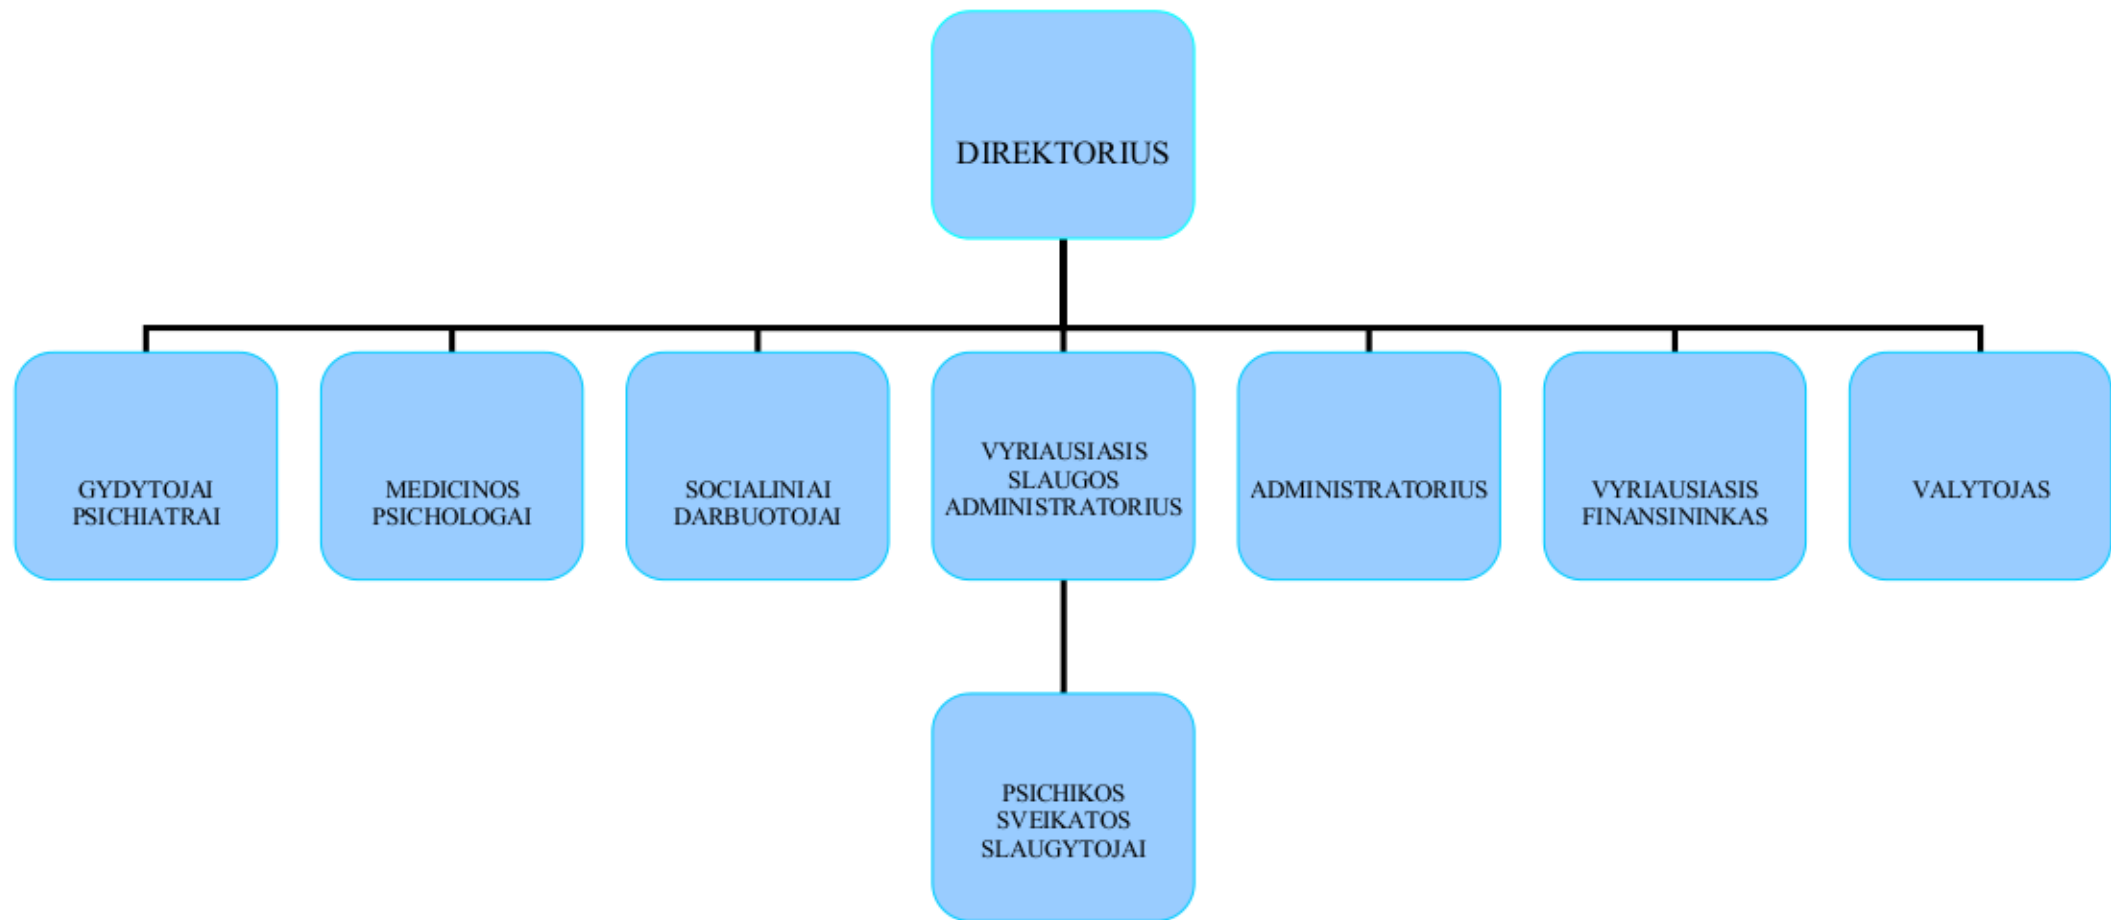 DIREKTORIUS
GYDYTOJAI
PSICHIATRAI
MEDICINOS
PSICHOLOGAI
SOCIALINIAI
DARBUOTOJAI
VYRIAUSIASIS
SLAUGOS
ADMINISTRATORIUS
ADMINISTRATORIUS
VYRIAUSIASIS
FINANSININKAS
VALYTOJAS
PSICHIKOS
SVEIKATOS
SLAUGYTOJAI